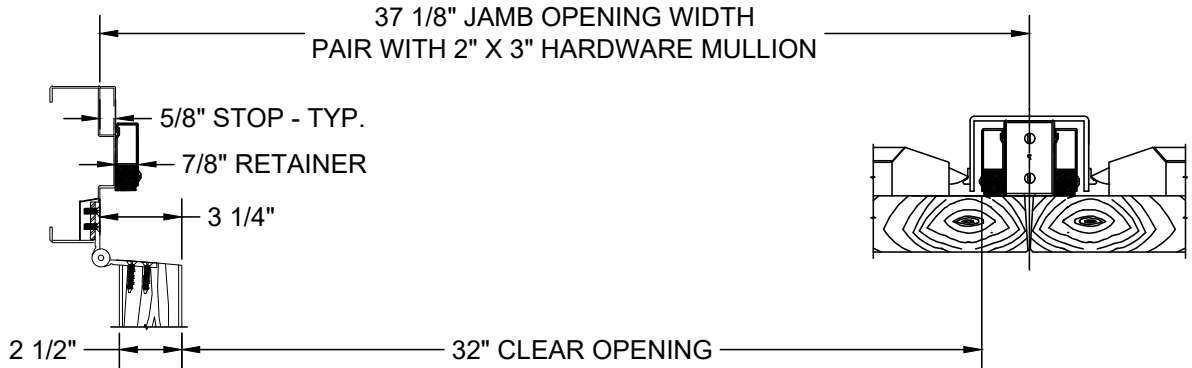 37 1/8" JAMB OPENING WIDTH
PAIR WITH 2" X 3" HARDWARE MULLION
5/8" STOP - TYP.
7/8" RETAINER
3 1/4"
2 1/2"
32" CLEAR OPENING